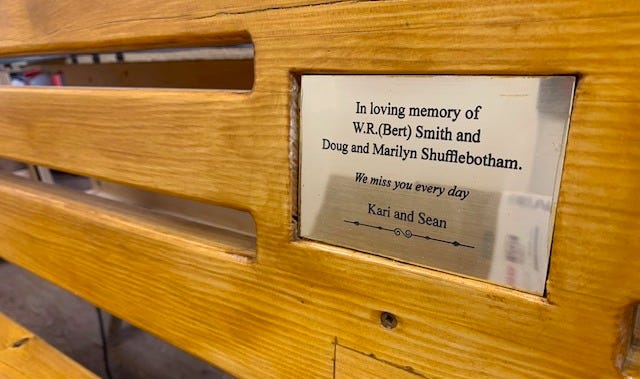 In loving memory of
W.R.(Bert) Smith and
Doug and Marilyn Shufflebotham.
We miss you every day
Kari and Sean